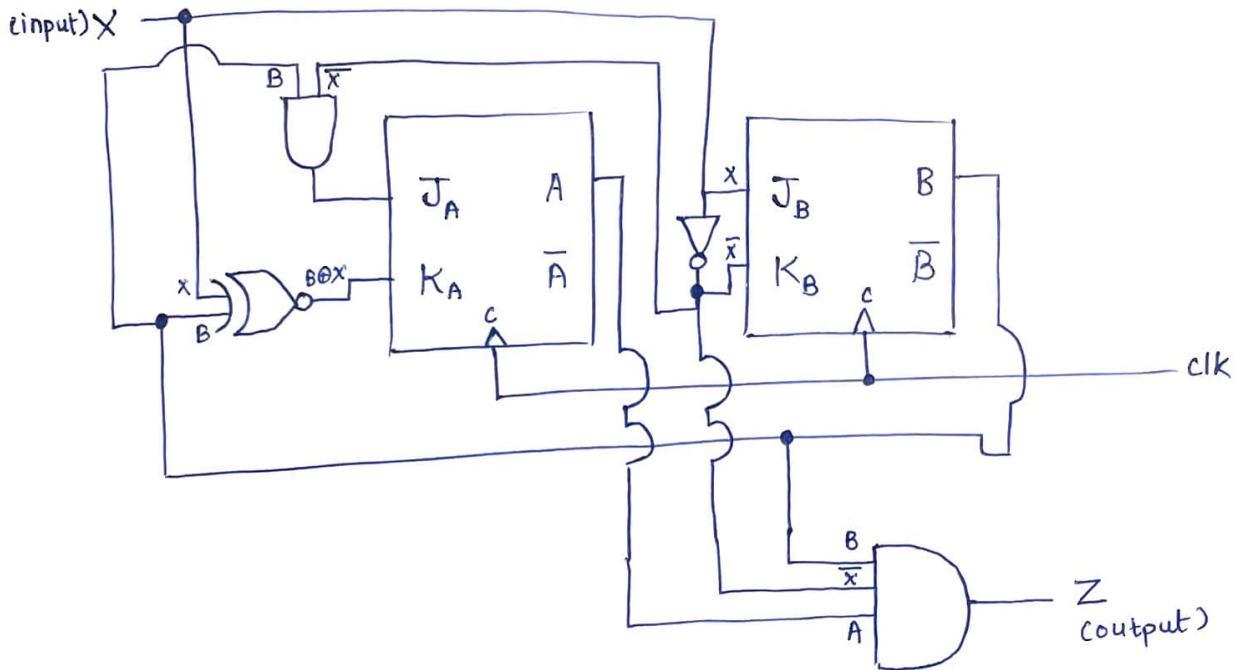 (input) X
B X̅
X
B
B⊕X
J_A
K_A
A
A̅
C
X
X̅
J_B
K_B
B
B̅
C
clk
B
X̅
A
Z
(output)